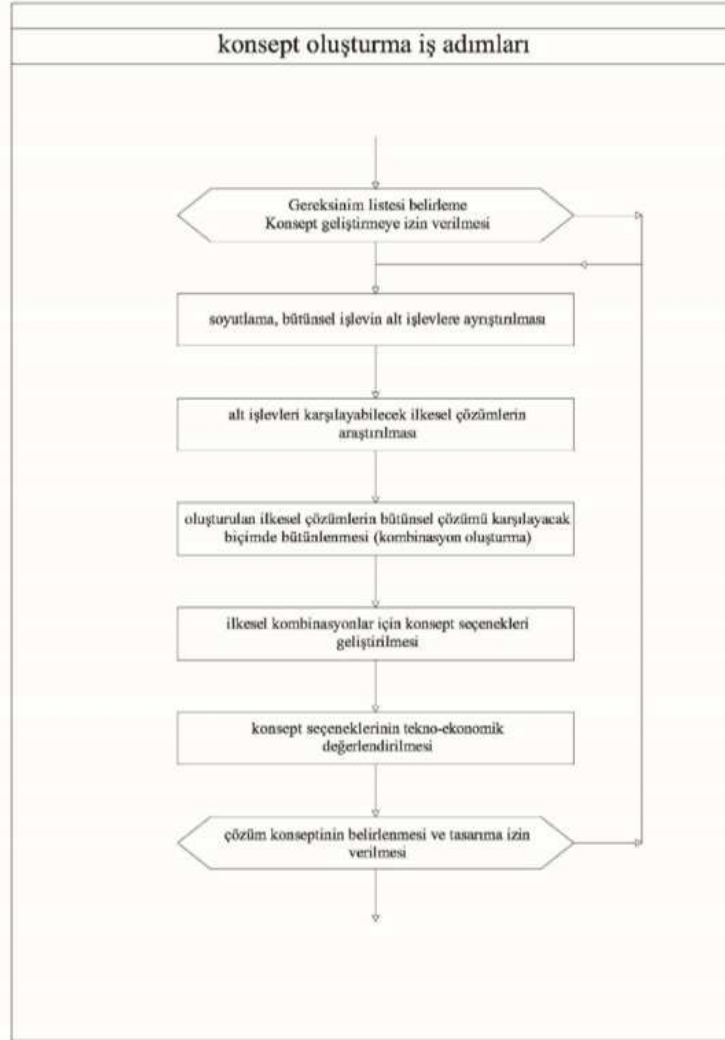 konsept oluşturma iş adımları
Gereksinim listesi belirleme
Konsept geliştirmeye izin verilmesi
soyutlama, bütünsel işlevin alt işlevlere ayrıştırılması
alt işlevleri karşılayabilecek ilkesel çözümlerin
araştırılması
oluşturulan ilkesel çözümlerin bütünsel çözümü karşılayacak
biçimde bütünlenmesi (kombinasyon oluşturma)
ilkesel kombinasyonlar için konsept seçenekleri
geliştirilmesi
konsept seçeneklerinin tekno-ekonomik
değerlendirilmesi
çözüm konseptinin belirlenmesi ve tasarıma izin
verilmesi